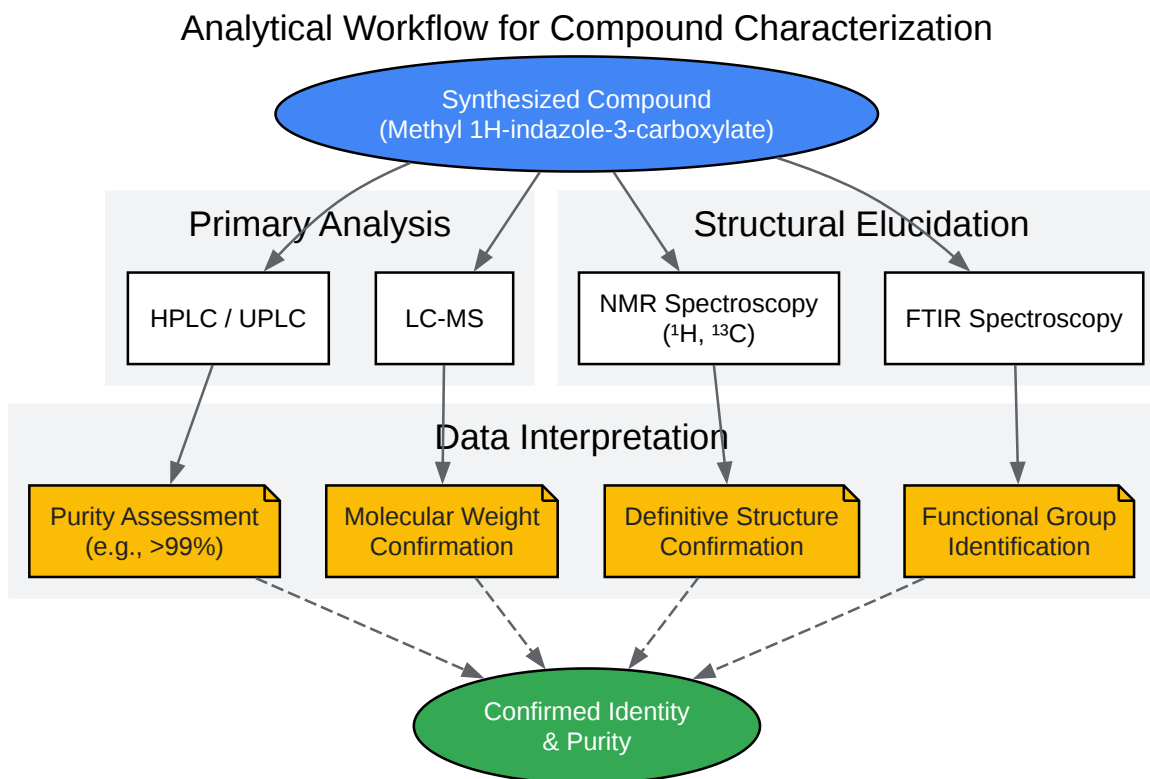 Analytical Workflow for Compound Characterization
Synthesized Compound
(Methyl 1H-indazole-3-carboxylate)
Primary Analysis
Structural Elucidation
HPLC / UPLC
LC-MS
NMR Spectroscopy
(¹H, ¹³C)
FTIR Spectroscopy
Data Interpretation
Purity Assessment
(e.g., >99%)
Molecular Weight
Confirmation
Definitive Structure
Confirmation
Functional Group
Identification
Confirmed Identity
& Purity